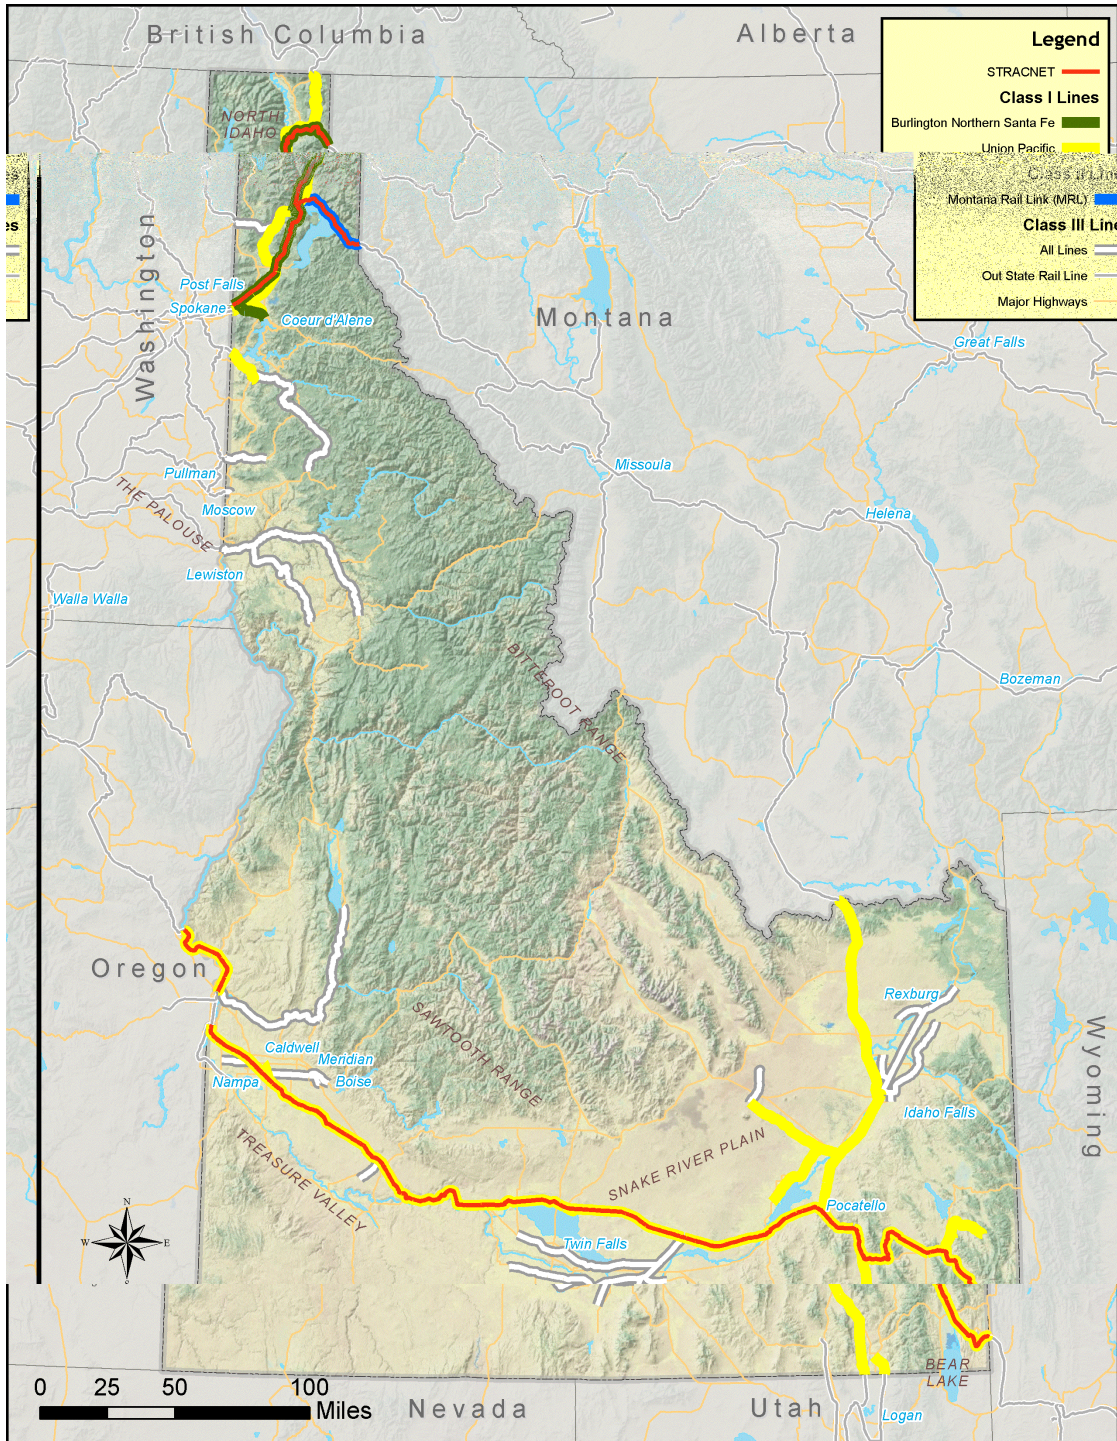 British Columbia
Alberta
Legend
STRACNET
Class I Lines
Burlington Northern Santa Fe
Union Pacific
NORTH
IDAHO
Montana Rail Link (MRL)
es
Class III Line
All Lines
Out State Rail Line
Major Highways
Washington
Post Falls
Spokane
Coeur d'Alene
Montana
Great Falls
Pullman
Missoula
THE PALOUSE
Moscow
Helena
Lewiston
Walla Walla
BITTEROOT RANGE
Bozeman
Oregon
Rexburg
SAWTOOTH RANGE
Caldwell
Meridian
Nampa
Boise
Idaho Falls
Wyoming
TREASURE VALLEY
SNAKE RIVER PLAIN
Pocatello
N
W
E
Twin Falls
BEAR
LAKE
0 25 50 100
Miles
Nevada
Utah
Logan